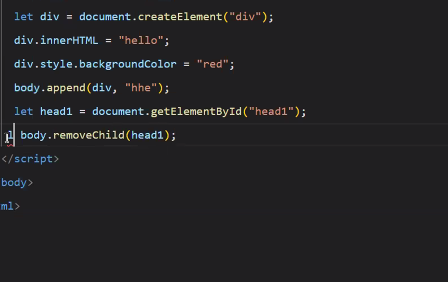 let div = document.createElement("div");
div.innerHTML = "hello";
div.style.backgroundColor = "red";
body.append(div, "hhe");
let head1 = document.getElementById("head1");
l body.removeChild(head1);
</script>
body>
ml>